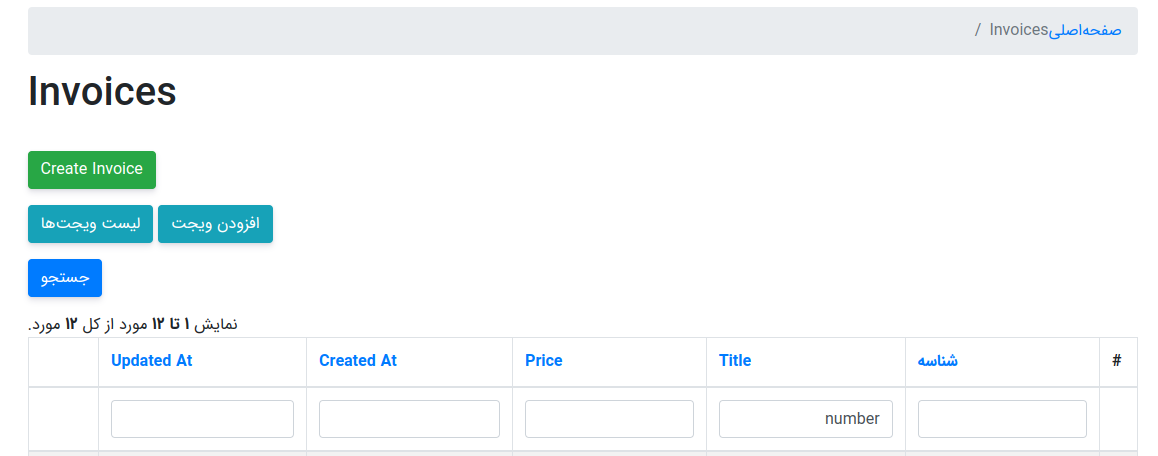 صفحه‌اصلی / Invoices
Invoices
Create Invoice
افزودن ویجت لیست ویجت‌ها
جستجو
نمایش ۱ تا ۱۲ مورد از کل ۱۲ مورد.
# شناسه Title Price Created At Updated At
number